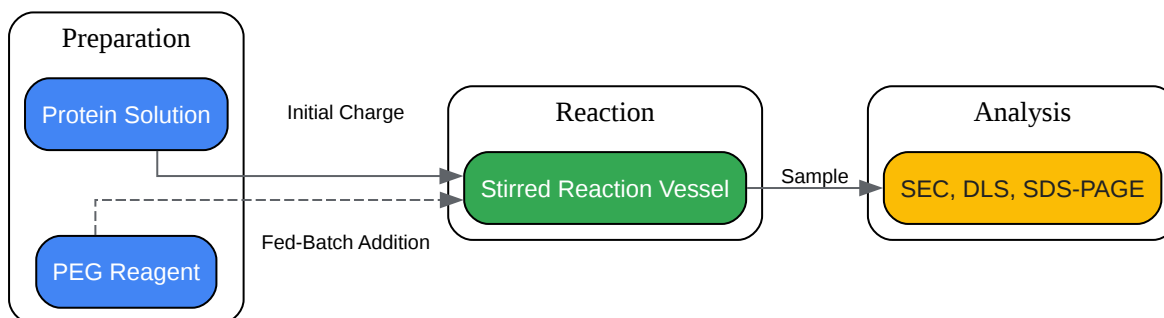 Preparation
Protein Solution
PEG Reagent
Initial Charge
Fed-Batch Addition
Reaction
Stirred Reaction Vessel
Sample
Analysis
SEC, DLS, SDS-PAGE